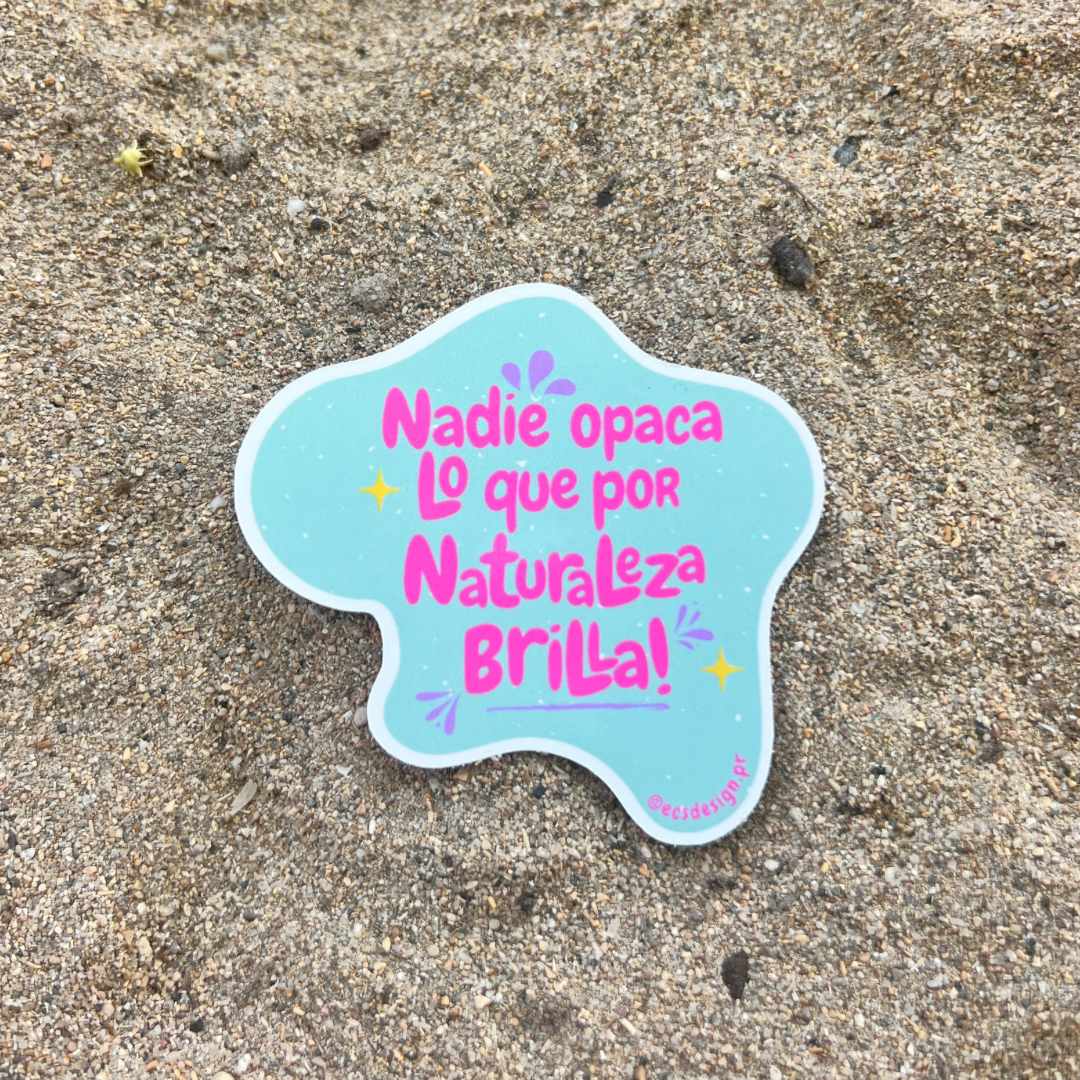 Nadie opaca
Lo que por
Naturaleza
Brilla!
@ecsdesign.pr